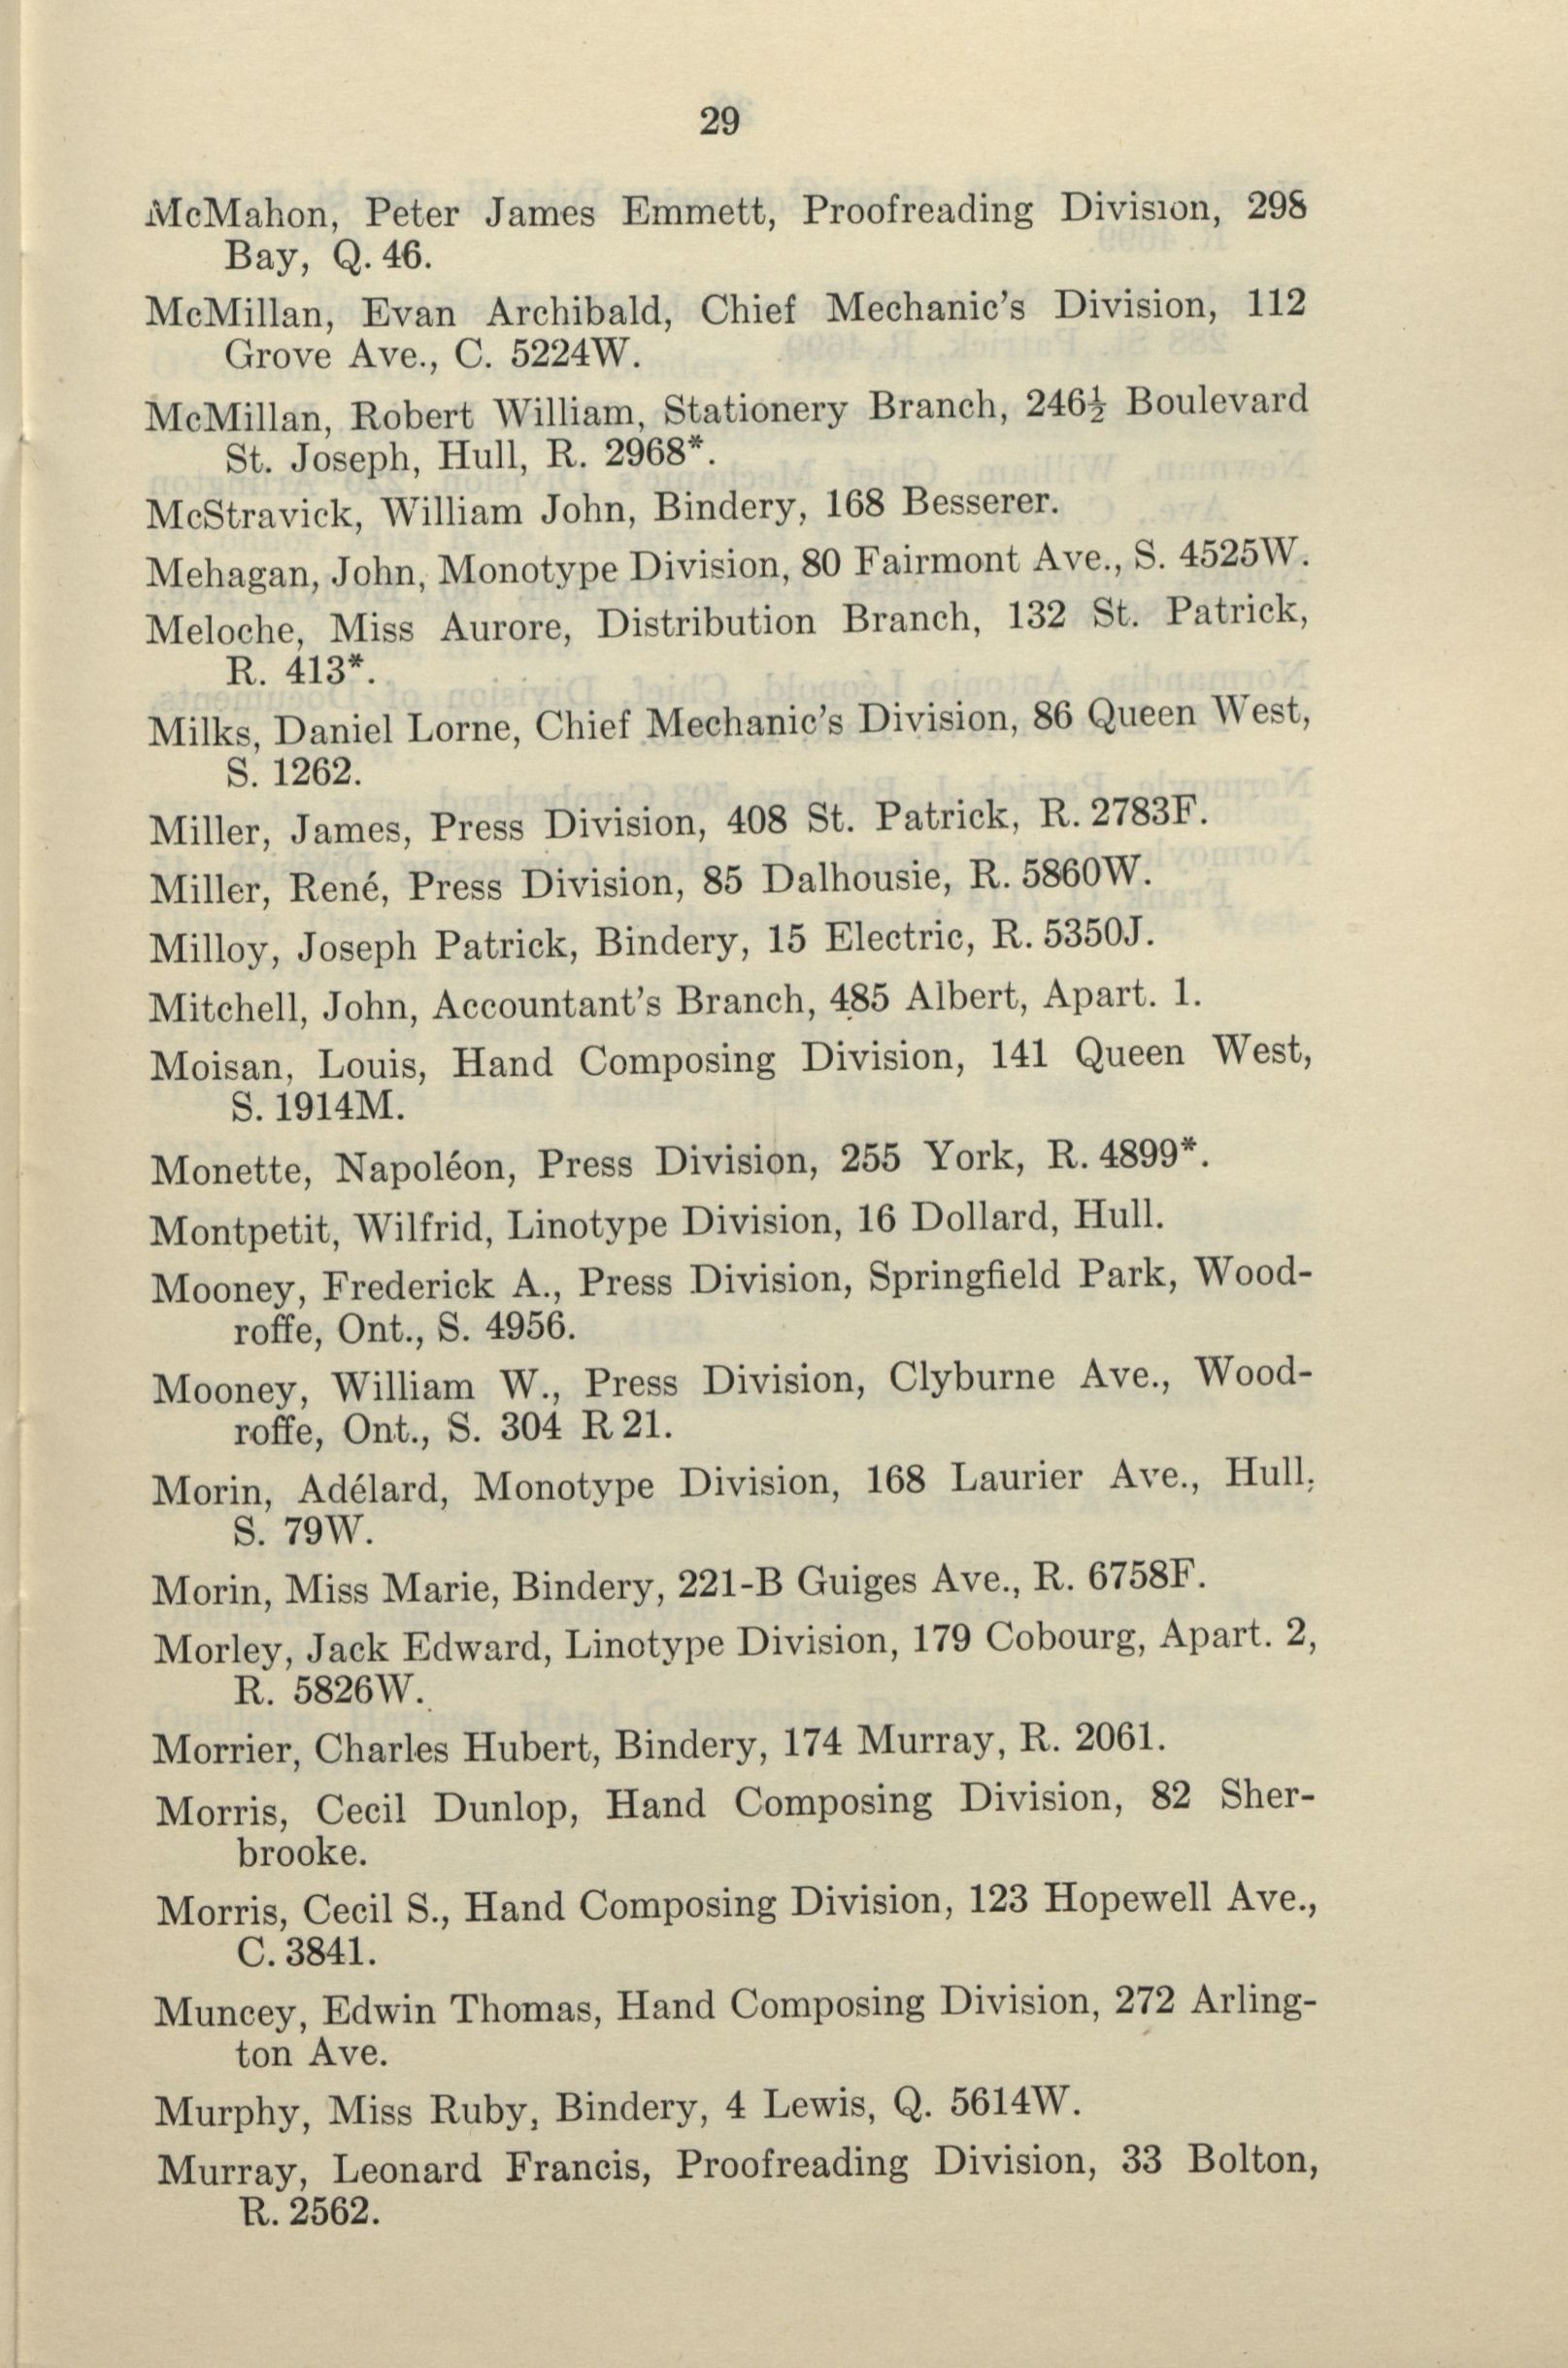 29
McMahon, Peter James Emmett, Proofreading Division, 298
Bay, Q. 46.
McMillan, Evan Archibald, Chief Mechanic's Division, 112
Grove Ave., C. 5224W.
McMillan, Robert William, Stationery Branch, 246½ Boulevard
St. Joseph, Hull, R. 2968*.
McStravick, William John, Bindery, 168 Besserer.
Mehagan, John, Monotype Division, 80 Fairmont Ave., S. 4525W.
Meloche, Miss Aurore, Distribution Branch, 132 St. Patrick,
R. 413*.
Milks, Daniel Lorne, Chief Mechanic's Division, 86 Queen West,
S. 1262.
Miller, James, Press Division, 408 St. Patrick, R. 2783F.
Miller, René, Press Division, 85 Dalhousie, R. 5860W.
Milloy, Joseph Patrick, Bindery, 15 Electric, R. 5350J.
Mitchell, John, Accountant's Branch, 485 Albert, Apart. 1.
Moisan, Louis, Hand Composing Division, 141 Queen West,
S. 1914M.
Monette, Napoléon, Press Division, 255 York, R. 4899*.
Montpetit, Wilfrid, Linotype Division, 16 Dollard, Hull.
Mooney, Frederick A., Press Division, Springfield Park, Wood-
roffe, Ont., S. 4956.
Mooney, William W., Press Division, Clyburne Ave., Wood-
roffe, Ont., S. 304 R 21.
Morin, Adélard, Monotype Division, 168 Laurier Ave., Hull,
S. 79W.
Morin, Miss Marie, Bindery, 221-B Guiges Ave., R. 6758F.
Morley, Jack Edward, Linotype Division, 179 Cobourg, Apart. 2,
R. 5826W.
Morrier, Charles Hubert, Bindery, 174 Murray, R. 2061.
Morris, Cecil Dunlop, Hand Composing Division, 82 Sher-
brooke.
Morris, Cecil S., Hand Composing Division, 123 Hopewell Ave.,
C. 3841.
Muncey, Edwin Thomas, Hand Composing Division, 272 Arling-
ton Ave.
Murphy, Miss Ruby, Bindery, 4 Lewis, Q. 5614W.
Murray, Leonard Francis, Proofreading Division, 33 Bolton,
R. 2562.